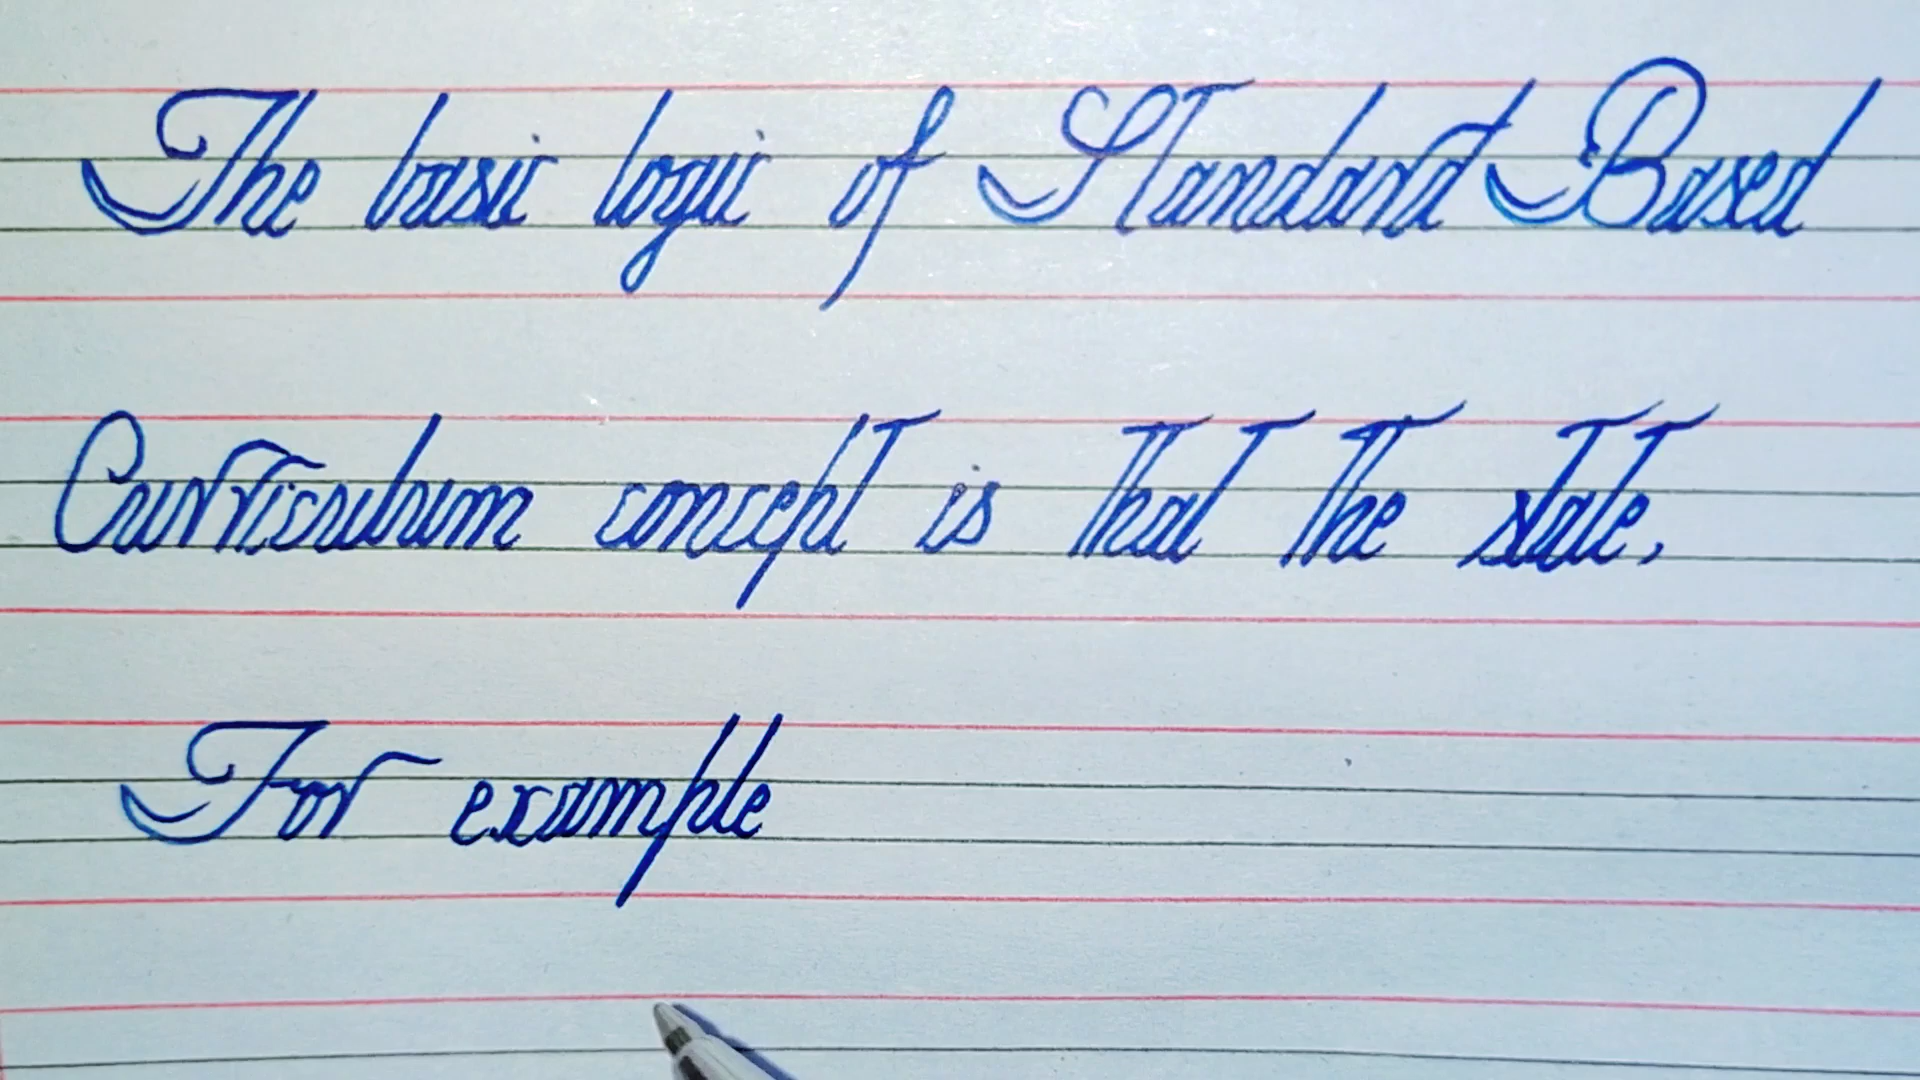 The basic logic of Standard Based
Curriculum concept is that the state.
For example